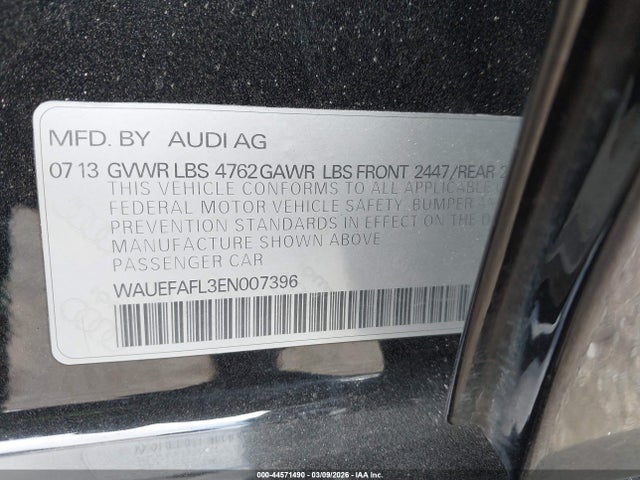 MFD. BY AUDI AG
07 13 GVWR LBS 4762 GAWR LBS FRONT 2447/REAR
THIS VEHICLE CONFORMS TO ALL APPLICABLE
FEDERAL MOTOR VEHICLE SAFETY, BUMPER
PREVENTION STANDARDS IN EFFECT ON THE
MANUFACTURE SHOWN ABOVE
PASSENGER CAR
WAUEFAFL3EN007396
000-44571490 - 03/09/2026 - IAA Inc.